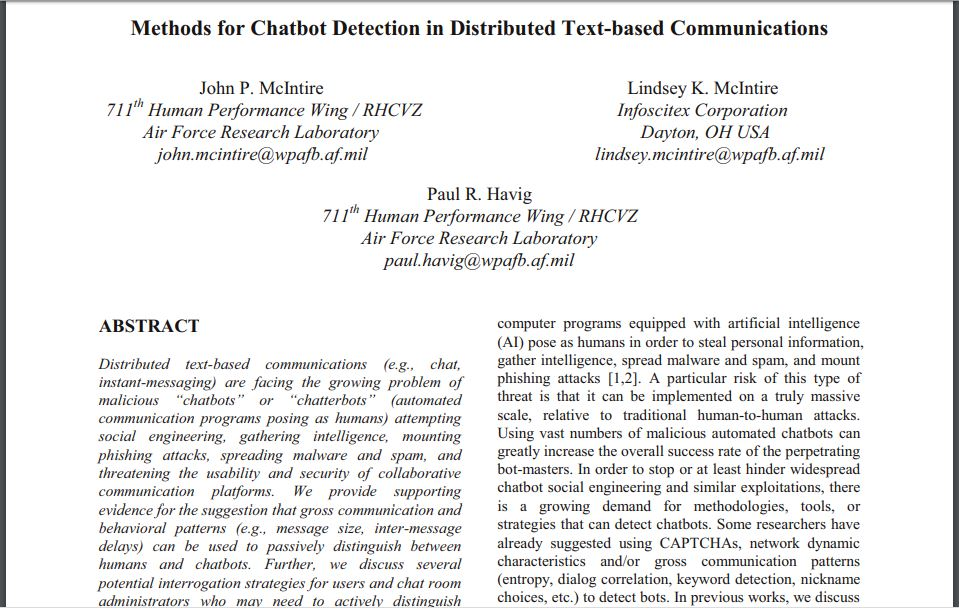 Methods for Chatbot Detection in Distributed Text-based Communications
John P. McIntire
711th Human Performance Wing / RHCVZ
Air Force Research Laboratory
john.mcintire@wpafb.af.mil
Lindsey K. McIntire
Infoscitex Corporation
Dayton, OH USA
lindsey.mcintire@wpafb.af.mil
Paul R. Havig
711th Human Performance Wing / RHCVZ
Air Force Research Laboratory
paul.havig@wpafb.af.mil
ABSTRACT
Distributed text-based communications (e.g., chat,
instant-messaging) are facing the growing problem of
malicious “chatbots” or “chatterbots” (automated
communication programs posing as humans) attempting
social engineering, gathering intelligence, mounting
phishing attacks, spreading malware and spam, and
threatening the usability and security of collaborative
communication platforms. We provide supporting
evidence for the suggestion that gross communication and
behavioral patterns (e.g., message size, inter-message
delays) can be used to passively distinguish between
humans and chatbots. Further, we discuss several
potential interrogation strategies for users and chat room
administrators who may need to actively distinguish
computer programs equipped with artificial intelligence
(AI) pose as humans in order to steal personal information,
gather intelligence, spread malware and spam, and mount
phishing attacks [1,2]. A particular risk of this type of
threat is that it can be implemented on a truly massive
scale, relative to traditional human-to-human attacks.
Using vast numbers of malicious automated chatbots can
greatly increase the overall success rate of the perpetrating
bot-masters. In order to stop or at least hinder widespread
chatbot social engineering and similar exploitations, there
is a growing demand for methodologies, tools, or
strategies that can detect chatbots. Some researchers have
already suggested using CAPTCHAs, network dynamic
characteristics and/or gross communication patterns
(entropy, dialog correlation, keyword detection, nickname
choices, etc.) to detect bots. In previous works, we discuss